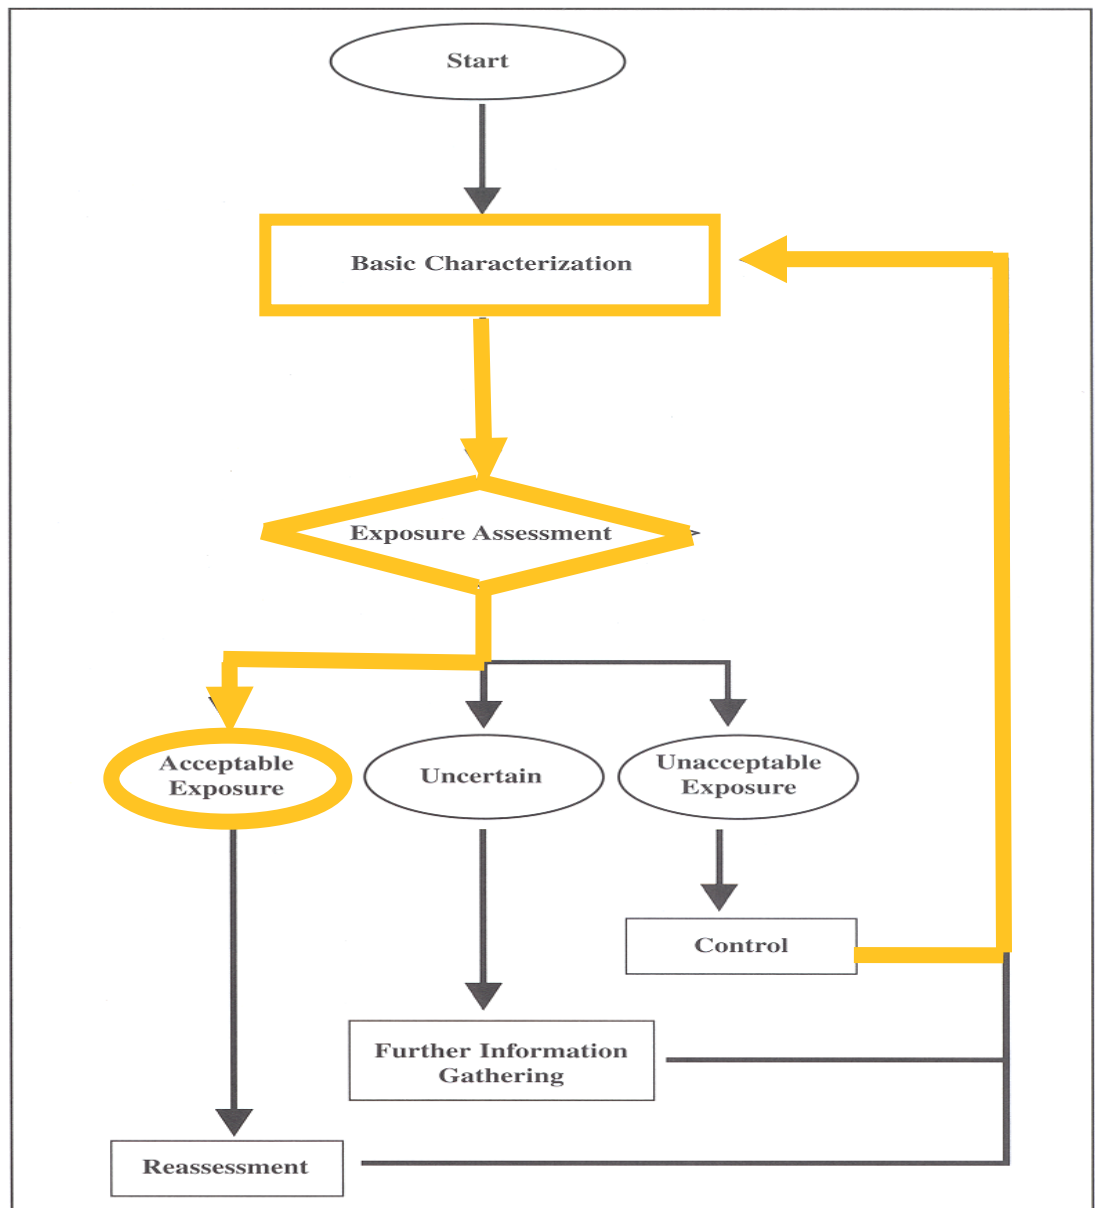 Start
Basic Characterization
Exposure Assessment
Acceptable
Exposure
Uncertain
Unacceptable
Exposure
Control
Further Information
Gathering
Reassessment